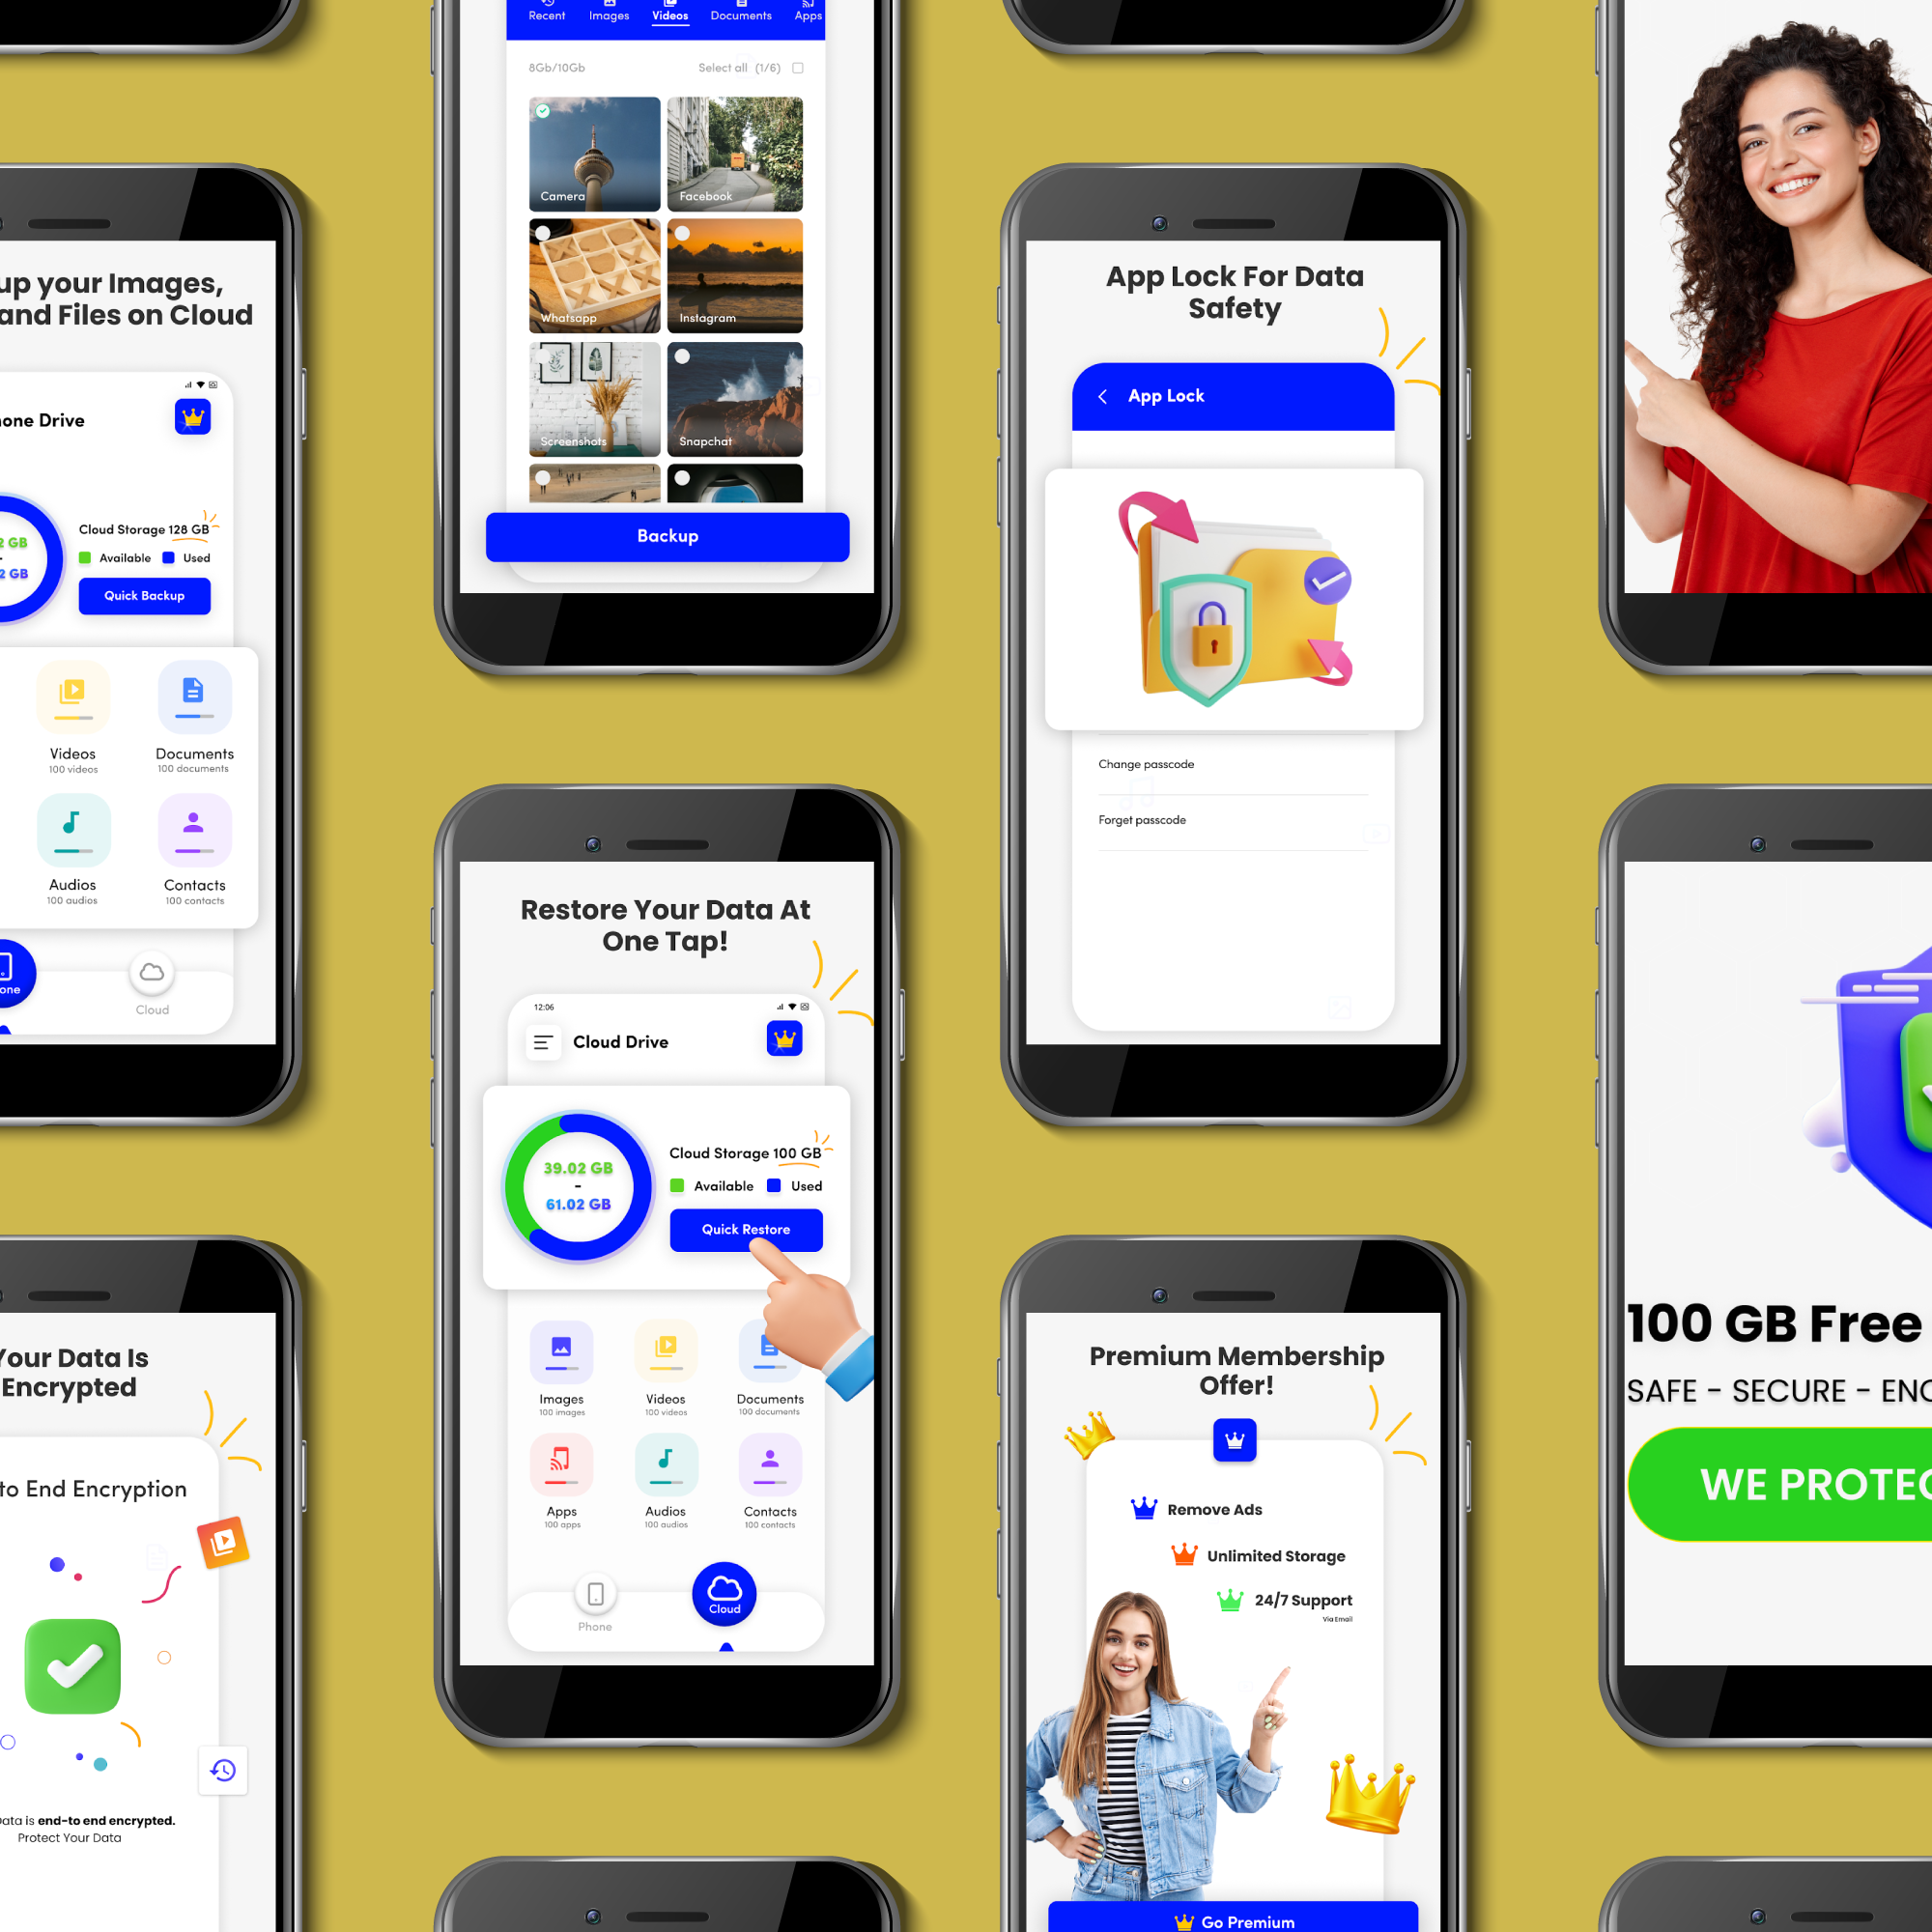 up your Images,
and Files on Cloud
one Drive
2 GB
-
2 GB
Cloud Storage 128 GB
Available Used
Quick Backup
Videos
100 videos
Documents
100 documents
Audios
100 audios
Contacts
100 contacts
one
Cloud
Your Data Is
Encrypted
to End Encryption
Data is end-to end encrypted.
Protect Your Data
Recent Images Videos Documents Apps
8Gb/10Gb
Select all (1/6)
Camera
Facebook
Whatsapp
Instagram
Screenshots
Snapchat
Backup
Restore Your Data At
One Tap!
12:06
Cloud Drive
39.02 GB
-
61.02 GB
Cloud Storage 100 GB
Available Used
Quick Restore
Images
100 images
Videos
100 videos
Documents
100 documents
Apps
100 apps
Audios
100 audios
Contacts
100 contacts
Phone
Cloud
App Lock For Data
Safety
App Lock
Change passcode
Forget passcode
Premium Membership
Offer!
Remove Ads
Unlimited Storage
24/7 Support
Via Email
Go Premium
100 GB Free
SAFE - SECURE - ENC
WE PROTEC